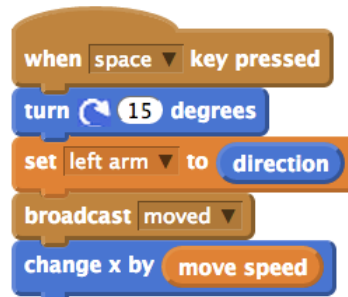 when space key pressed
turn 15 degrees
set left arm to direction
broadcast moved
change x by move speed